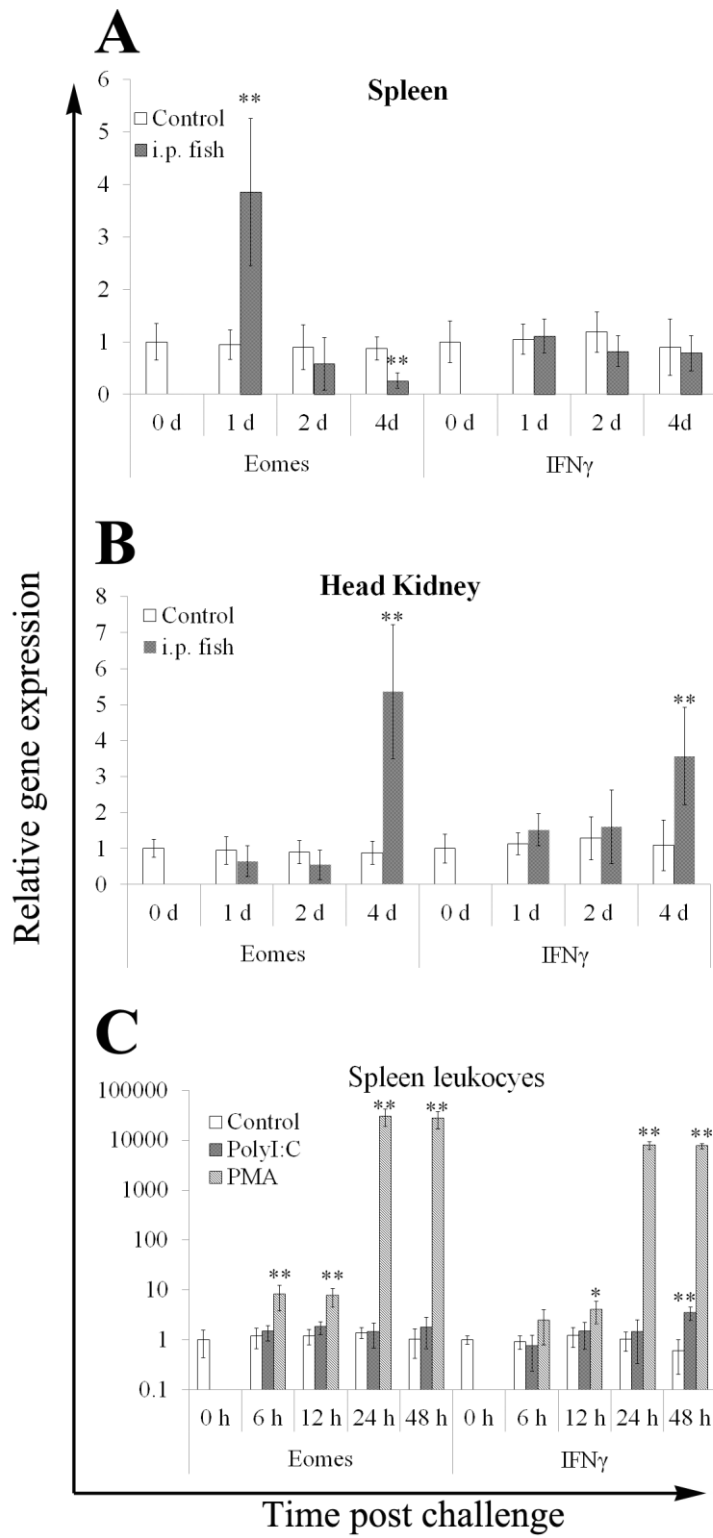 A
Spleen
6
5
4
3
2
1
0
Control
i.p. fish
**
**
0 d 1 d 2 d 4d 0 d 1 d 2 d 4d
Eomes IFNγ
B
Head Kidney
8
7
6
5
4
3
2
1
0
Control
i.p. fish
**
**
0 d 1 d 2 d 4 d 0 d 1 d 2 d 4 d
Eomes IFNγ
C
Spleen leukocyes
100000
10000
1000
100
10
1
0.1
Control
PolyI:C
PMA
** ** ** ** * ** ** **
0 h 6 h 12 h 24 h 48 h 0 h 6 h 12 h 24 h 48 h
Eomes IFNγ
Relative gene expression
Time post challenge